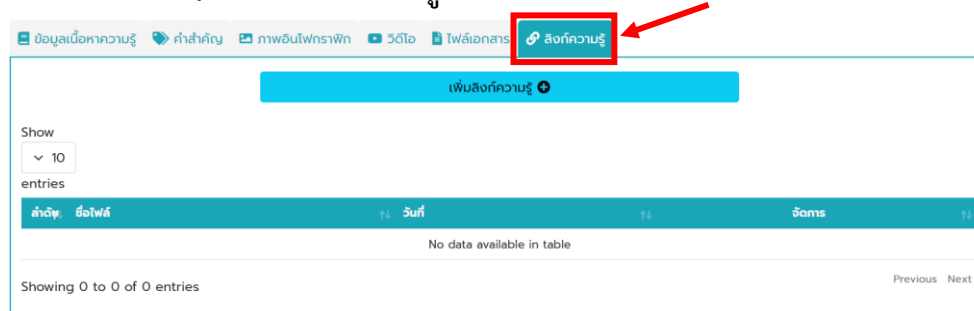 ข้อมูลเนื้อหาความรู้ คำสำคัญ ภาพอินโฟกราฟิก วิดีโอ ไฟล์เอกสาร ลิงก์ความรู้
เพิ่มลิงก์ความรู้
Show
10
entries
ลำดับ ชื่อไฟล์ วันที่ จัดการ
No data available in table
Showing 0 to 0 of 0 entries Previous Next